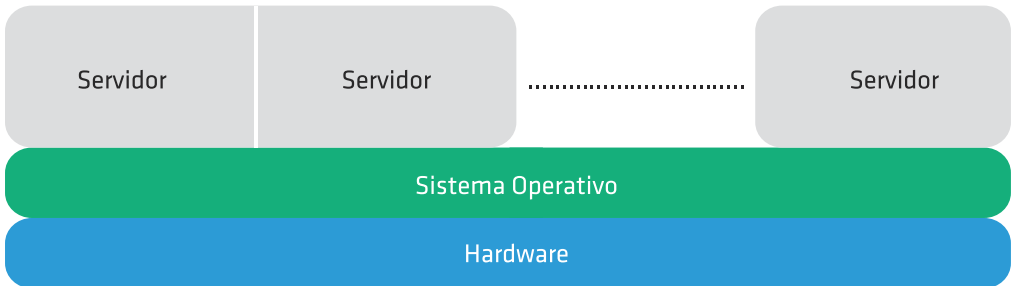 Servidor
Servidor
Servidor
Sistema Operativo
Hardware